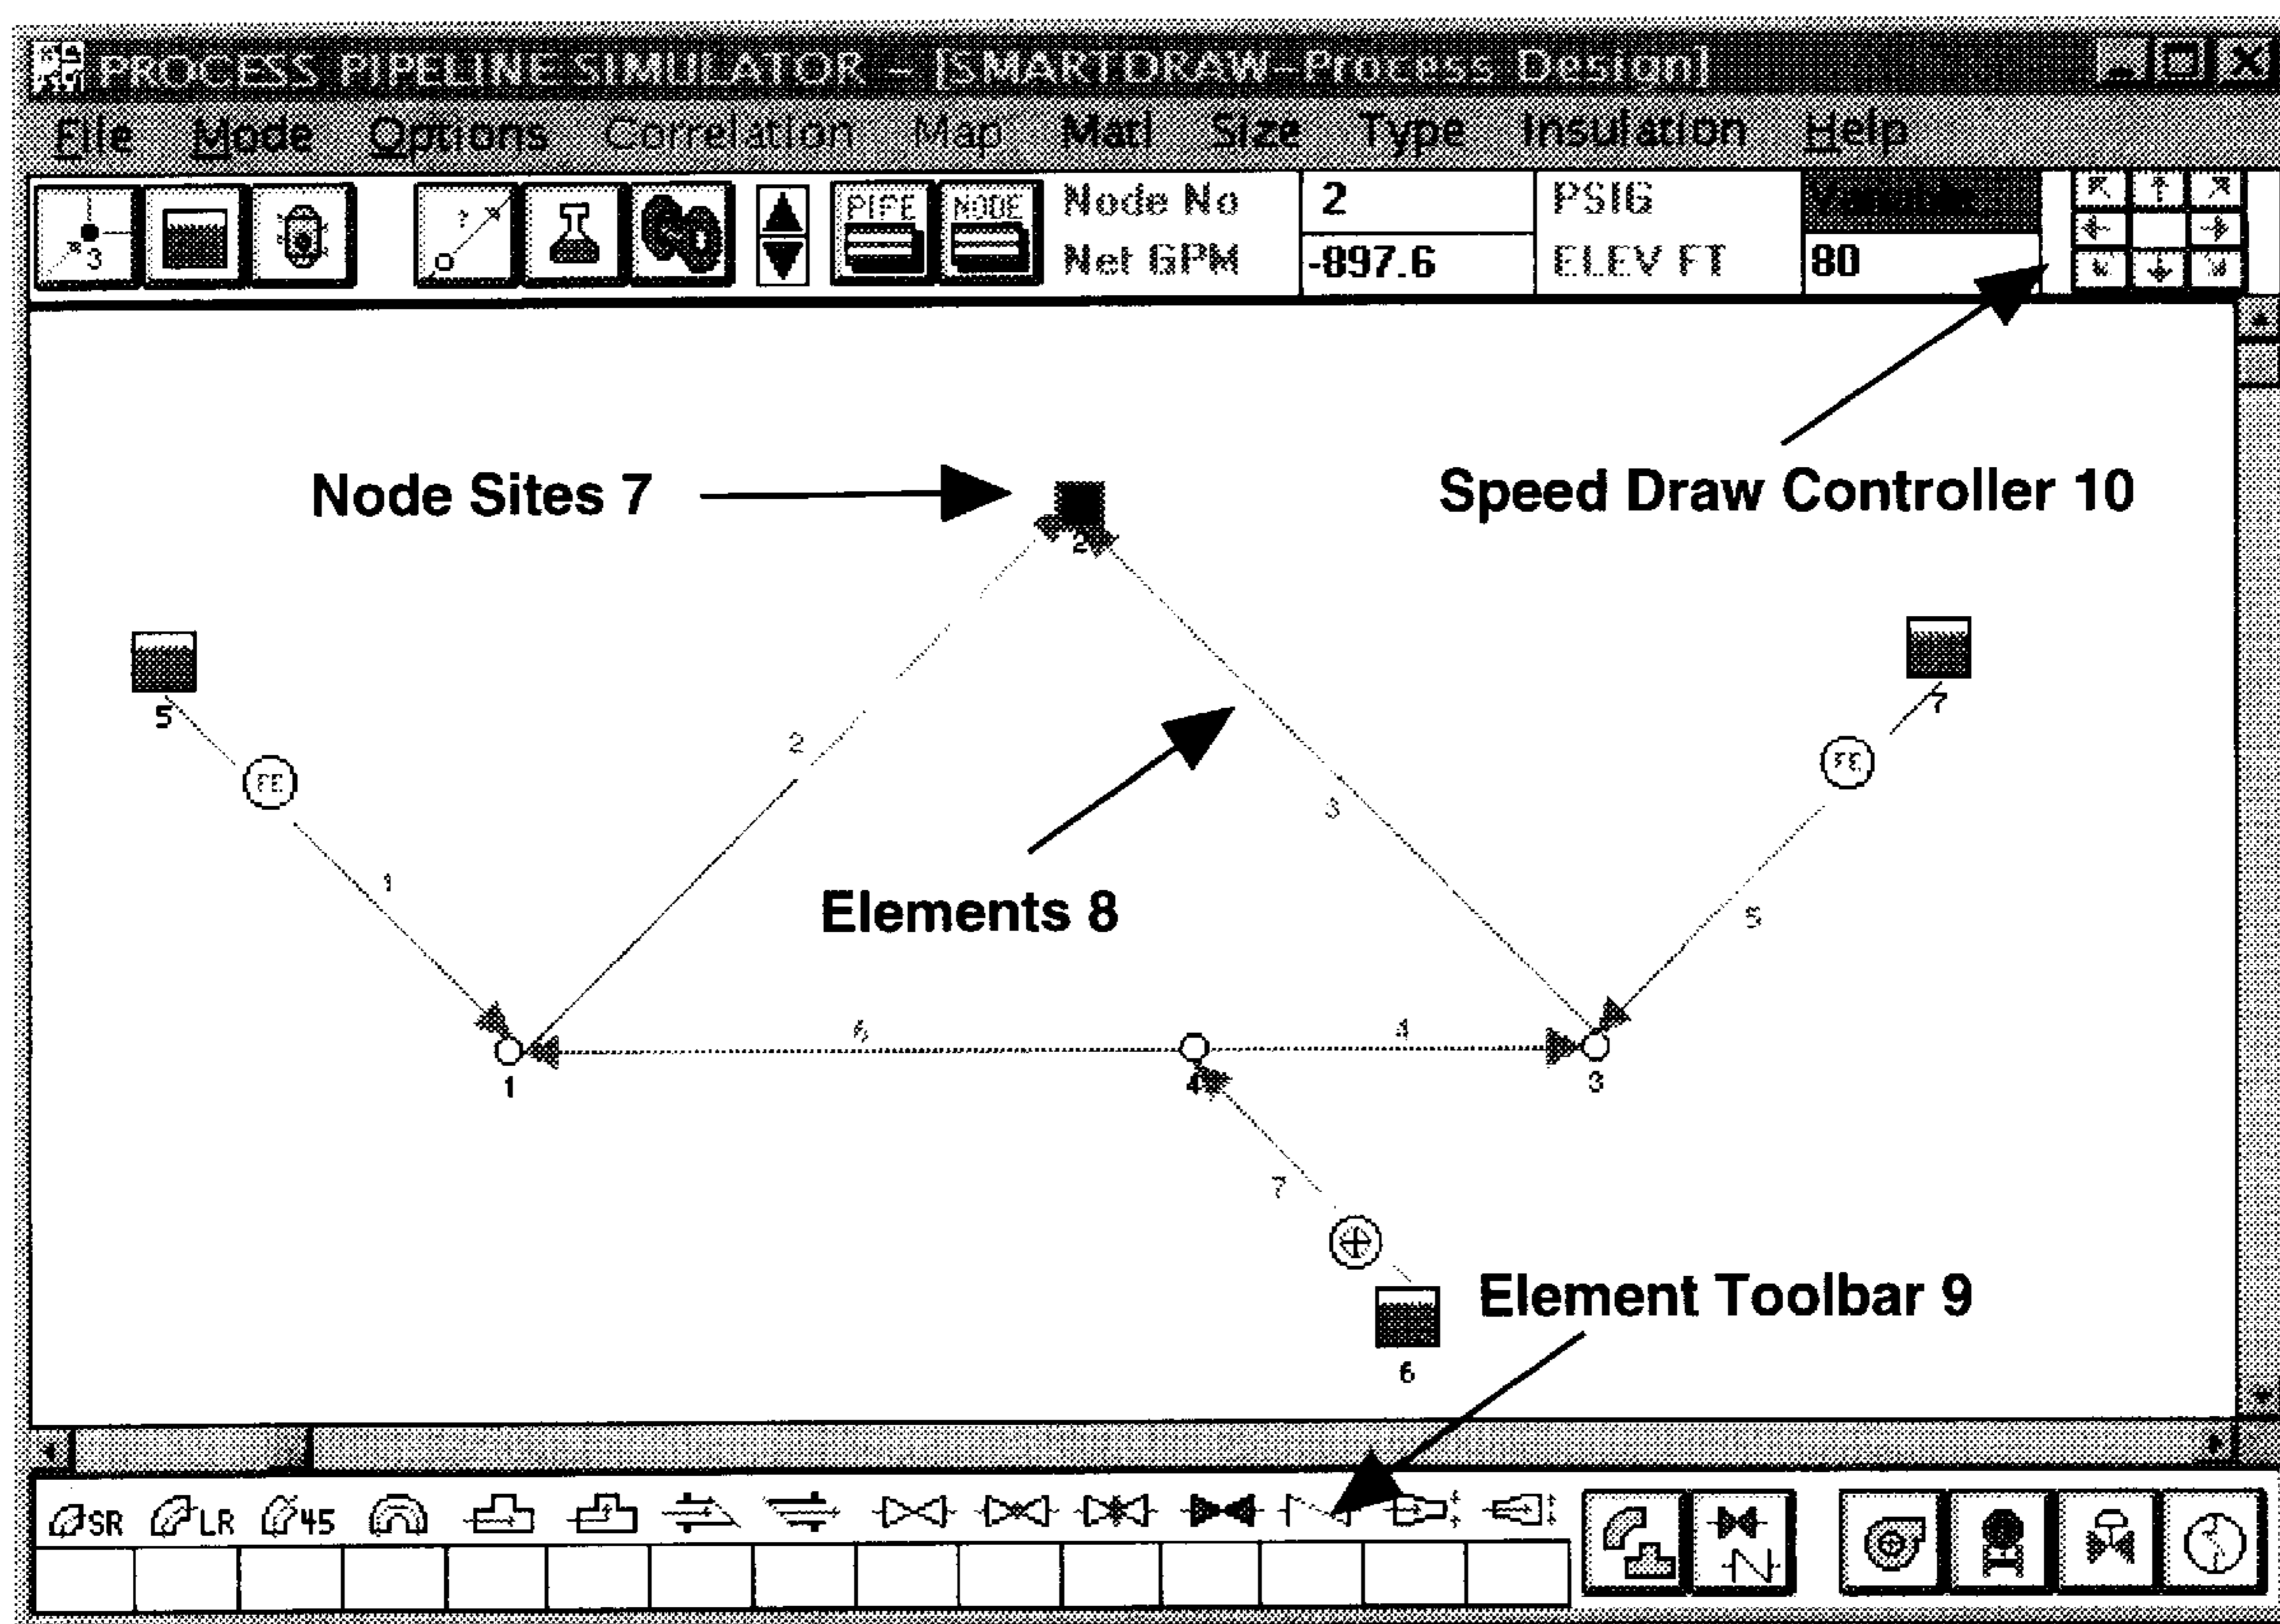 PROCESS PIPELINE SIMULATOR - [SMARTDRAW-Process Design]
File Mode Options Correlation Map Matl Size Type Insulation Help
3 ? PIPE NODE Node No 2 PSIG Variable
Net GPM -897.6 ELEV FT 80
Node Sites 7
Speed Draw Controller 10
2
5
7
FE
FE
2
3
1
Elements 8
5
6
4
1
4
3
7
Element Toolbar 9
6
SR LR 45